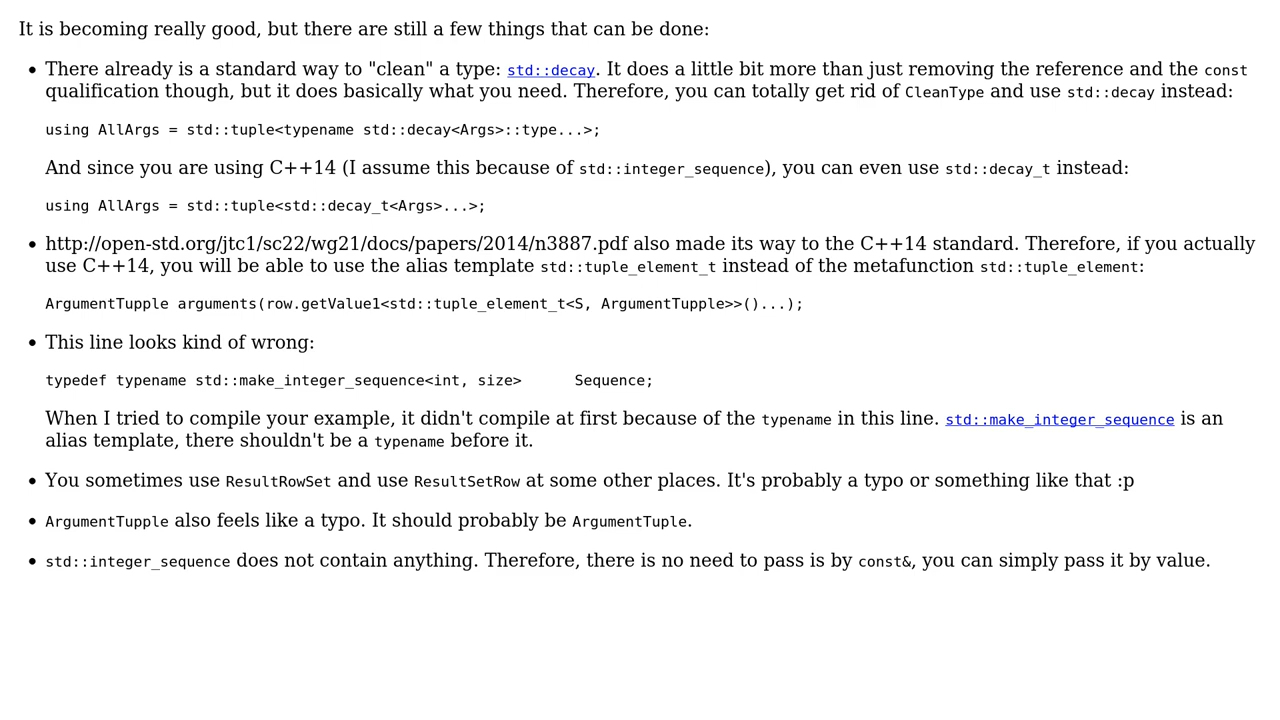 It is becoming really good, but there are still a few things that can be done:
• There already is a standard way to "clean" a type: std::decay. It does a little bit more than just removing the reference and the const
qualification though, but it does basically what you need. Therefore, you can totally get rid of CleanType and use std::decay instead:
using AllArgs = std::tuple<typename std::decay<Args>::type...>;
And since you are using C++14 (I assume this because of std::integer_sequence), you can even use std::decay_t instead:
using AllArgs = std::tuple<std::decay_t<Args>...>;
• http://open-std.org/jtc1/sc22/wg21/docs/papers/2014/n3887.pdf also made its way to the C++14 standard. Therefore, if you actually
use C++14, you will be able to use the alias template std::tuple_element_t instead of the metafunction std::tuple_element:
ArgumentTupple arguments(row.getValue1<std::tuple_element_t<S, ArgumentTupple>>()...);
• This line looks kind of wrong:
typedef typename std::make_integer_sequence<int, size>      Sequence;
When I tried to compile your example, it didn't compile at first because of the typename in this line. std::make_integer_sequence is an
alias template, there shouldn't be a typename before it.
• You sometimes use ResultRowSet and use ResultSetRow at some other places. It's probably a typo or something like that :p
• ArgumentTupple also feels like a typo. It should probably be ArgumentTuple.
• std::integer_sequence does not contain anything. Therefore, there is no need to pass is by const&, you can simply pass it by value.